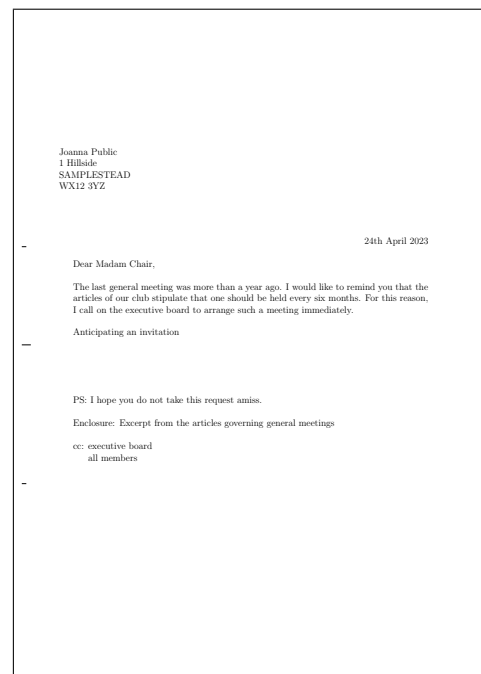 Joanna Public
1 Hillside
SAMPLESTEAD
WX12 3YZ
24th April 2023
Dear Madam Chair,
The last general meeting was more than a year ago. I would like to remind you that the
articles of our club stipulate that one should be held every six months. For this reason,
I call on the executive board to arrange such a meeting immediately.
Anticipating an invitation
PS: I hope you do not take this request amiss.
Enclosure: Excerpt from the articles governing general meetings
cc: executive board
all members